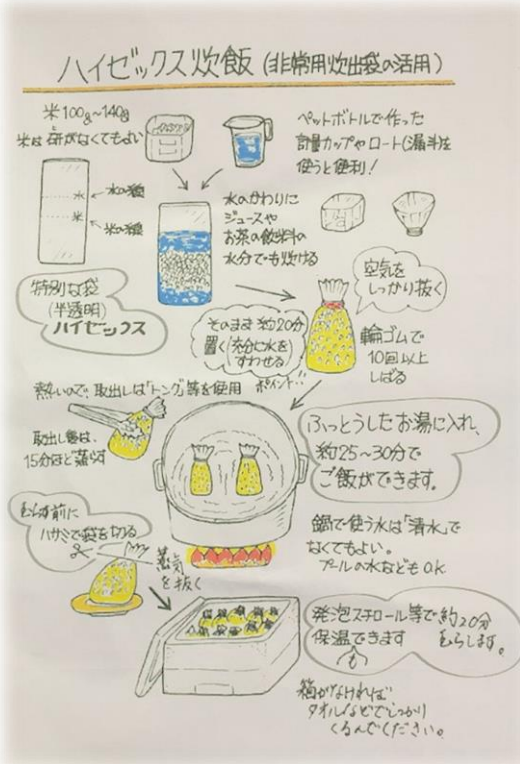 ハイゼックス炊飯(非常用炊出袋の活用)
米100g~140g
米は研がなくてもよい
ペットボトルで作った
計量カップやロート(漏斗)を
使うと便利!
水の線
水
米
米の線
水のかわりに
ジュースや
お茶の飲料の
水分でも炊ける
特別な袋
(半透明)
ハイゼックス
空気を
しっかり抜く
そのまま約20分
置く(充分に水を
すわせる)
ポイント!!
輪ゴムで
10回以上
しばる
熱いので、取出しは「トング」等を使用
取出し後は、
15分ほど蒸らす
ふっとうしたお湯に入れ、
約25~30分で
ご飯ができます。
むらす前に
ハサミで袋を切る
蒸気
を抜く
鍋で使う水は「清水」で
なくてもよい。
プールの水などもOK
発泡スチロール等で約20分
保温できます むらします。
も
箱がなければ
タオルなどでしっかり
くるんでください。